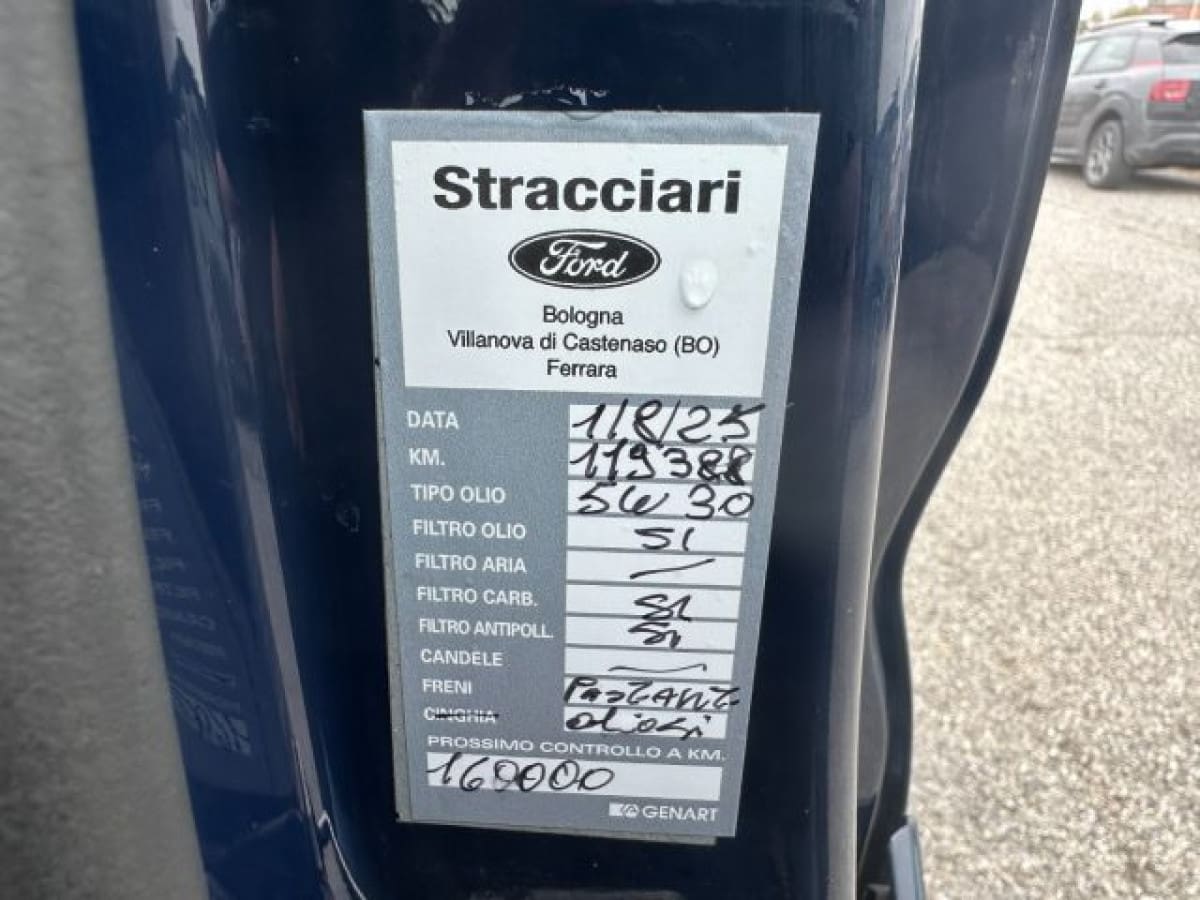 Stracciari
Ford
Bologna
Villanova di Castenaso (BO)
Ferrara
DATA 1/8/25
KM. 119388
TIPO OLIO 5W 30
FILTRO OLIO SI
FILTRO ARIA —
FILTRO CARB. SI
FILTRO ANTIPOLL. SI
CANDELE —
FRENI
CINGHIA
PROSSIMO CONTROLLO A KM.
160000
GENART